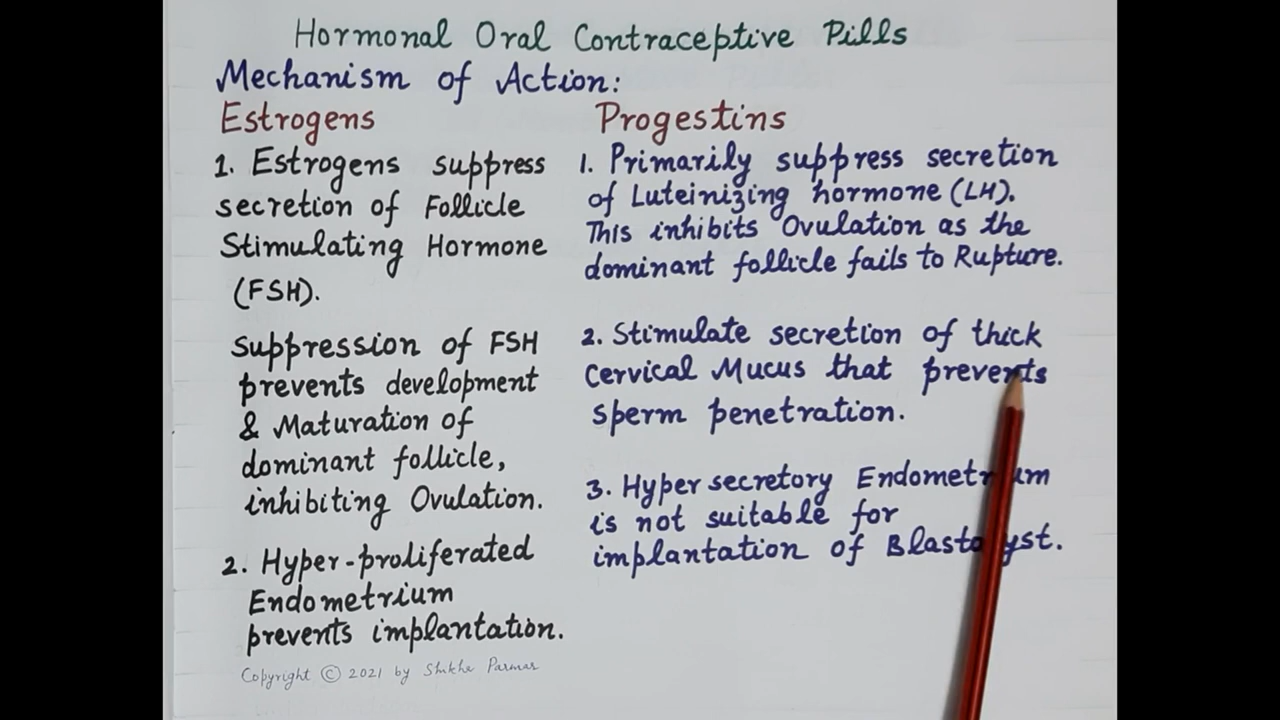 Hormonal Oral Contraceptive Pills
Mechanism of Action:
Estrogens
1. Estrogens suppress
secretion of Follicle
Stimulating Hormone
(FSH).
Suppression of FSH
prevents development
& Maturation of
dominant follicle,
inhibiting Ovulation.
2. Hyper-proliferated
Endometrium
prevents implantation.
Copyright © 2021 by Shikha Parmar
Progestins
1. Primarily suppress secretion
of Luteinizing hormone (LH).
This inhibits Ovulation as the
dominant follicle fails to Rupture.
2. Stimulate secretion of thick
Cervical Mucus that prevents
Sperm penetration.
3. Hyper secretory Endometrium
is not suitable for
implantation of Blastocyst.